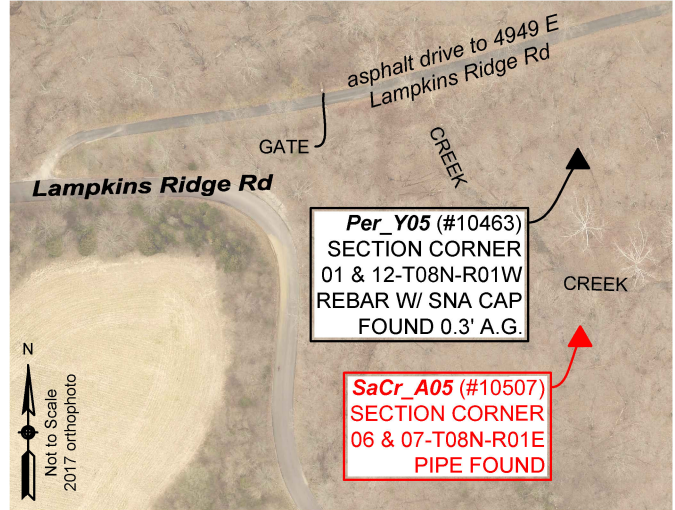 asphalt drive to 4949 E
Lampkins Ridge Rd
GATE
CREEK
Lampkins Ridge Rd
Per_Y05 (#10463)
SECTION CORNER
01 & 12-T08N-R01W
REBAR W/ SNA CAP
FOUND 0.3' A.G.
CREEK
SaCr_A05 (#10507)
SECTION CORNER
06 & 07-T08N-R01E
PIPE FOUND
N
Not to Scale
2017 orthophoto